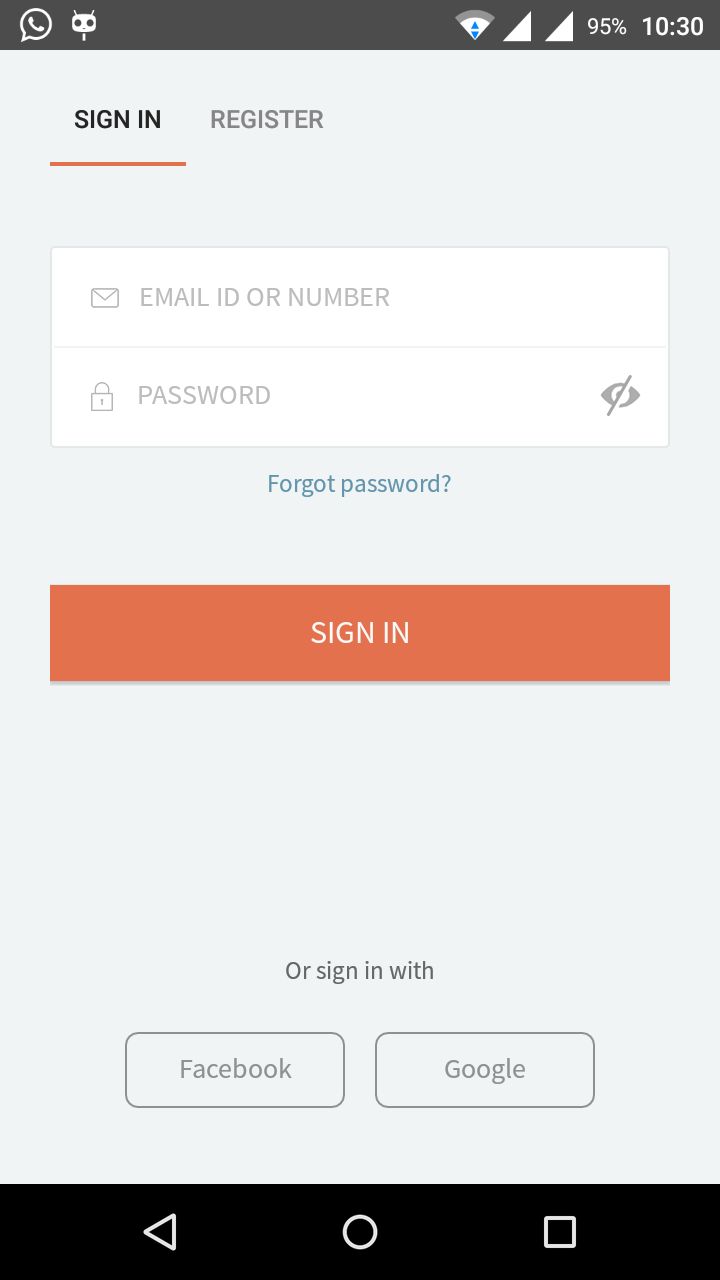 95% 10:30
SIGN IN REGISTER
EMAIL ID OR NUMBER
PASSWORD
Forgot password?
SIGN IN
Or sign in with
Facebook Google